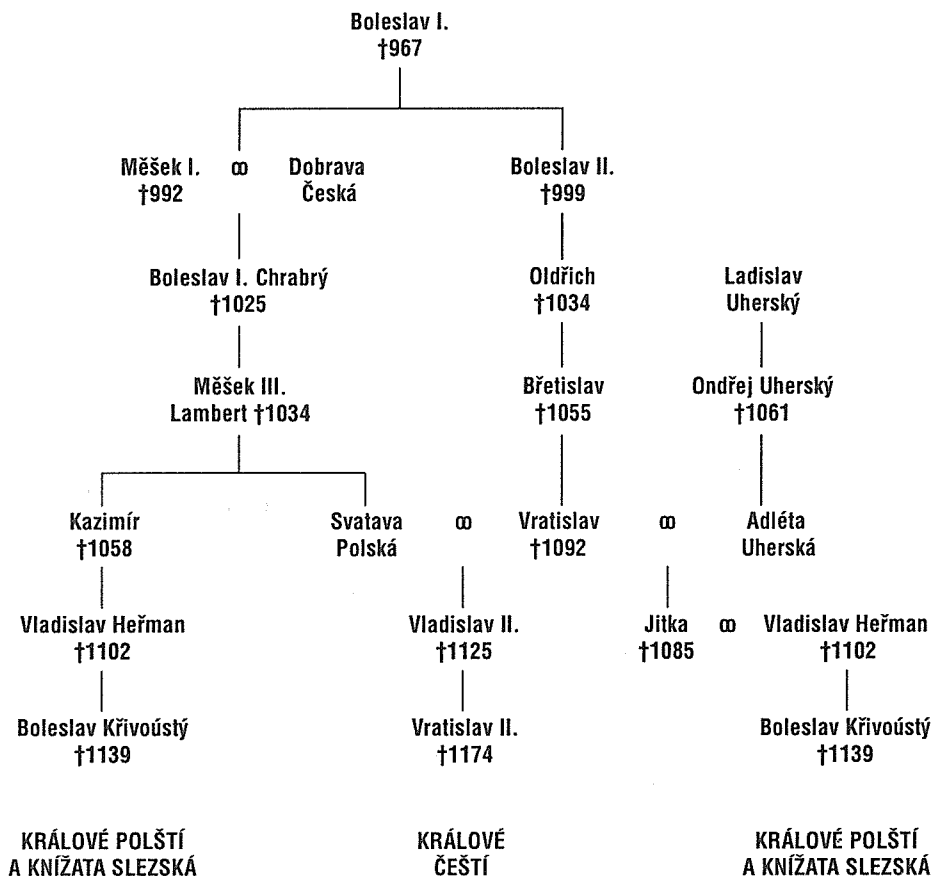 Boleslav I.
†967
Měšek I. ꝏ Dobrava Boleslav II.
†992 Česká †999
Boleslav I. Chrabrý Oldřich Ladislav
†1025 †1034 Uherský
Měšek III. Břetislav Ondřej Uherský
Lambert †1034 †1055 †1061
Kazimír Svatava ꝏ Vratislav ꝏ Adléta
†1058 Polská †1092 Uherská
Vladislav Heřman Vladislav II. Jitka ꝏ Vladislav Heřman
†1102 †1125 †1085 †1102
Boleslav Křivoústý Vratislav II. Boleslav Křivoústý
†1139 †1174 †1139
KRÁLOVÉ POLŠTÍ KRÁLOVÉ KRÁLOVÉ POLŠTÍ
A KNÍŽATA SLEZSKÁ ČEŠTÍ A KNÍŽATA SLEZSKÁ